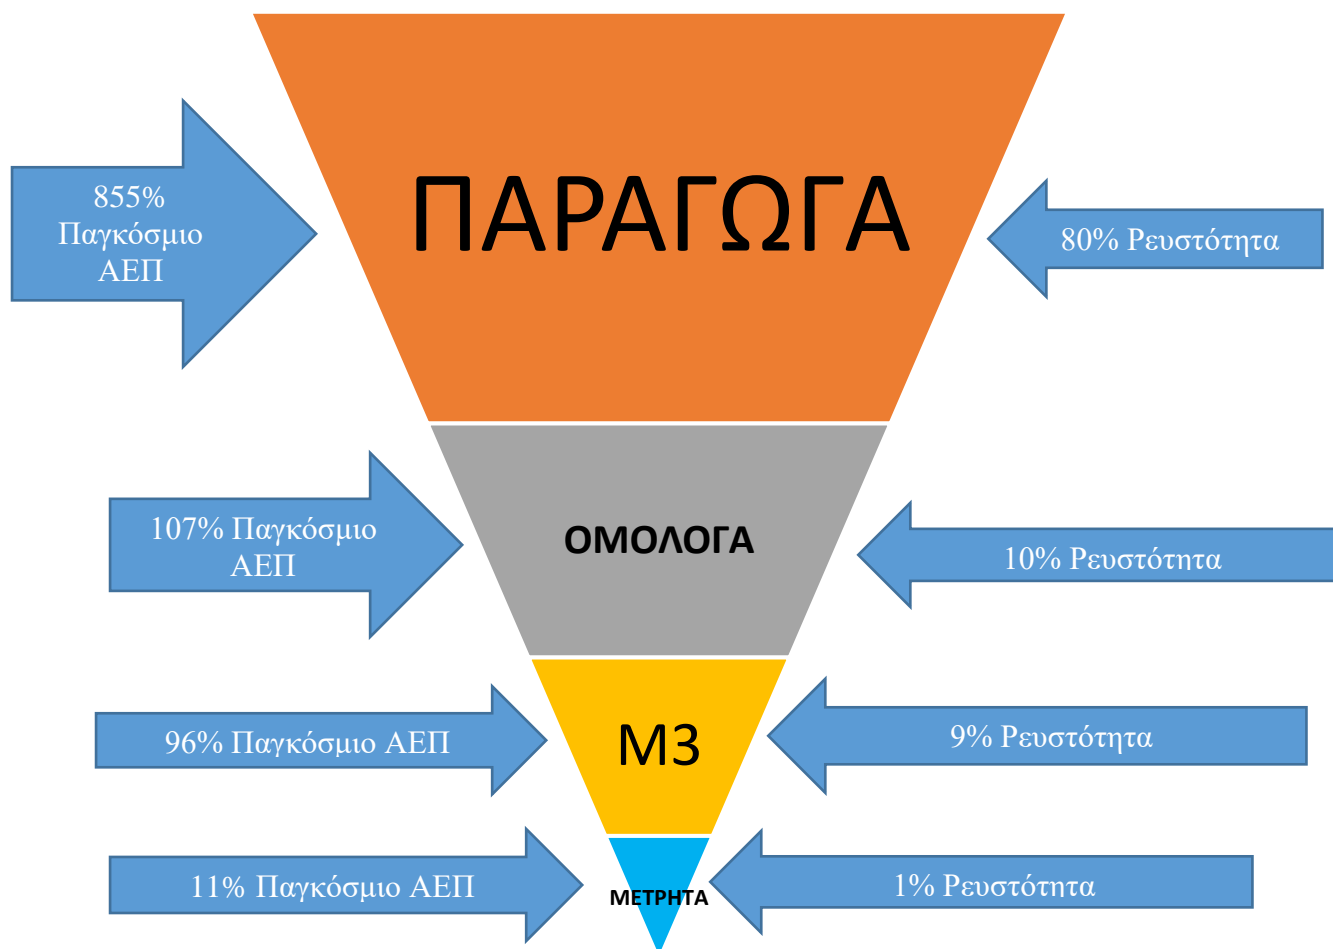 855%
Παγκόσμιο
ΑΕΠ
ΠΑΡΑΓΩΓΑ
80% Ρευστότητα
107% Παγκόσμιο
ΑΕΠ
ΟΜΟΛΟΓΑ
10% Ρευστότητα
96% Παγκόσμιο ΑΕΠ
Μ3
9% Ρευστότητα
11% Παγκόσμιο ΑΕΠ
ΜΕΤΡΗΤΑ
1% Ρευστότητα